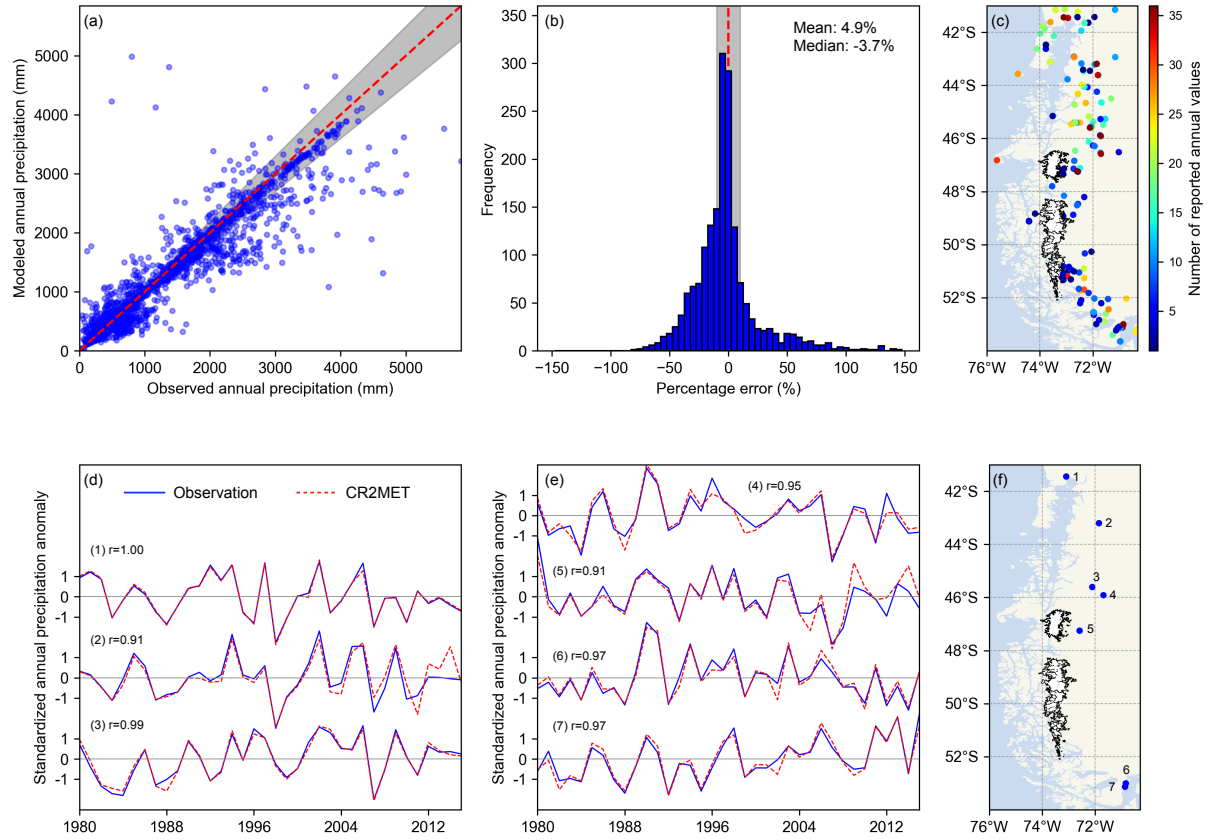 (a)
5000
4000
3000
2000
1000
0
Modeled annual precipitation (mm)
0 1000 2000 3000 4000 5000
Observed annual precipitation (mm)
(b)
Mean: 4.9%
Median: -3.7%
350
300
250
200
150
100
50
0
Frequency
−150 −100 −50 0 50 100 150
Percentage error (%)
(c)
42°S
44°S
46°S
48°S
50°S
52°S
76°W 74°W 72°W
35
30
25
20
15
10
5
Number of reported annual values
(d)
Observation CR2MET
(1) r=1.00
1
0
-1
(2) r=0.91
1
0
-1
(3) r=0.99
1
0
-1
Standardized annual precipitation anomaly
1980 1988 1996 2004 2012
(e)
(4) r=0.95
1
0
-1
(5) r=0.91
1
0
-1
(6) r=0.97
1
0
-1
(7) r=0.97
1
0
-1
Standardized annual precipitation anomaly
1980 1988 1996 2004 2012
(f)
42°S
44°S
46°S
48°S
50°S
52°S
1
2
3
4
5
6
7
76°W 74°W 72°W